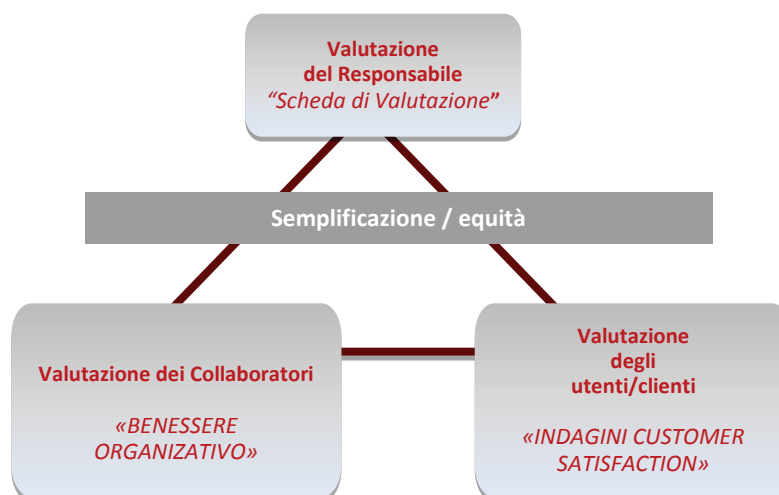 Valutazione
del Responsabile
“Scheda di Valutazione”
Semplificazione / equità
Valutazione dei Collaboratori
«BENESSERE
ORGANIZATIVO»
Valutazione
degli
utenti/clienti
«INDAGINI CUSTOMER
SATISFACTION»